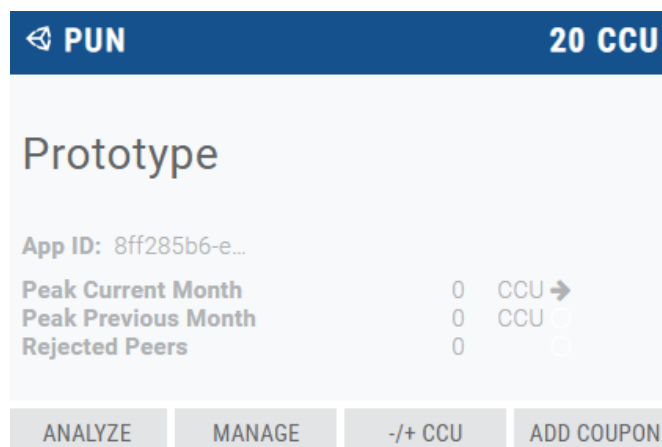 PUN 20 CCU
Prototype
App ID: 8ff285b6-e...
Peak Current Month 0 CCU
Peak Previous Month 0 CCU
Rejected Peers 0
ANALYZE MANAGE -/+ CCU ADD COUPON